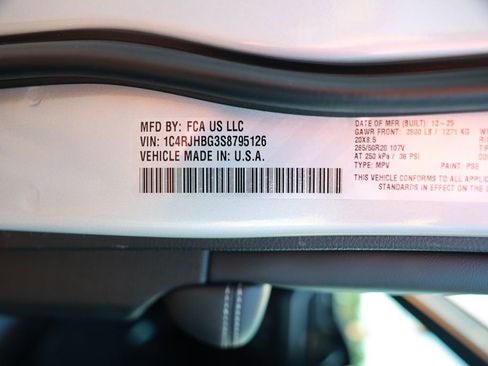 MFD BY: FCA US LLC
VIN: 1C4RJHBG3S8795126
VEHICLE MADE IN: U.S.A.
DATE OF MFR (BUILT) 12-25
GAWR FRONT: 2800 LB / 1271 KG
20X8.5
265/50R20 107V
AT 250 kPa / 36 PSI
TYPE: MPV PAINT: PSE
THIS VEHICLE CONFORMS TO ALL APPLIC
STANDARDS IN EFFECT ON THE